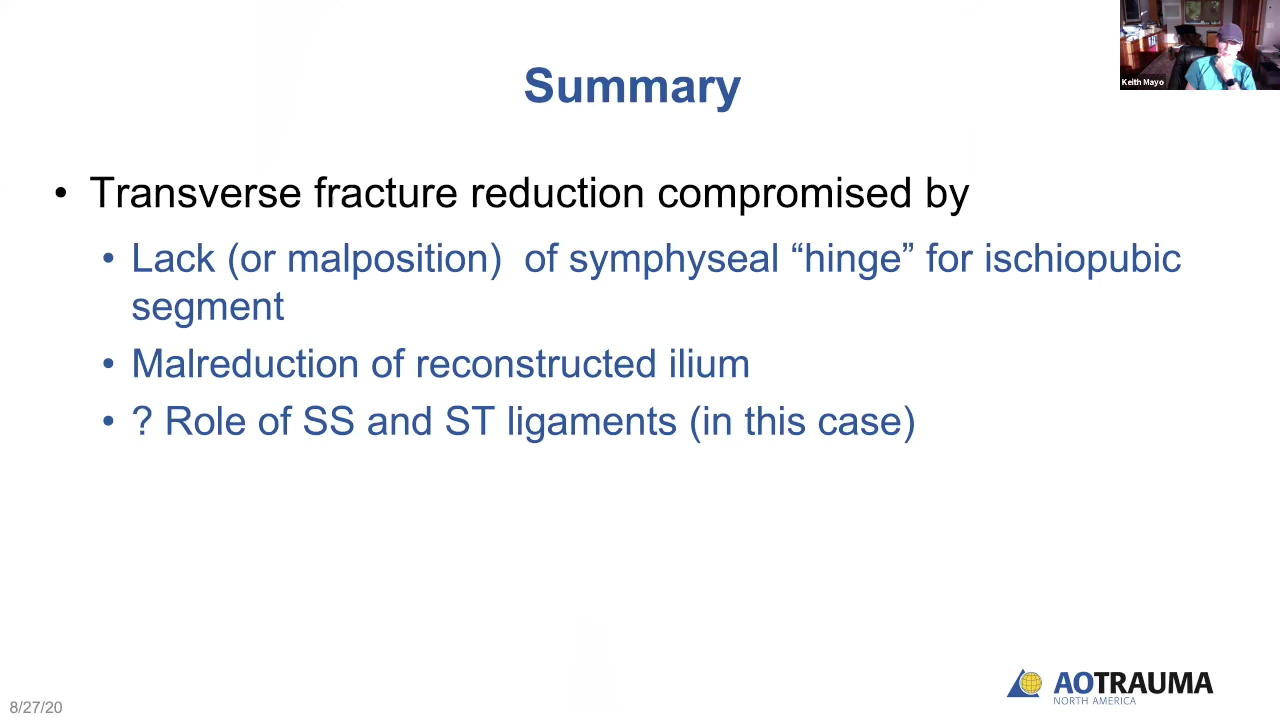 Keith Mayo
Summary
• Transverse fracture reduction compromised by
• Lack (or malposition)  of symphyseal “hinge” for ischiopubic
segment
• Malreduction of reconstructed ilium
• ? Role of SS and ST ligaments (in this case)
AOTRAUMA
NORTH AMERICA
8/27/20